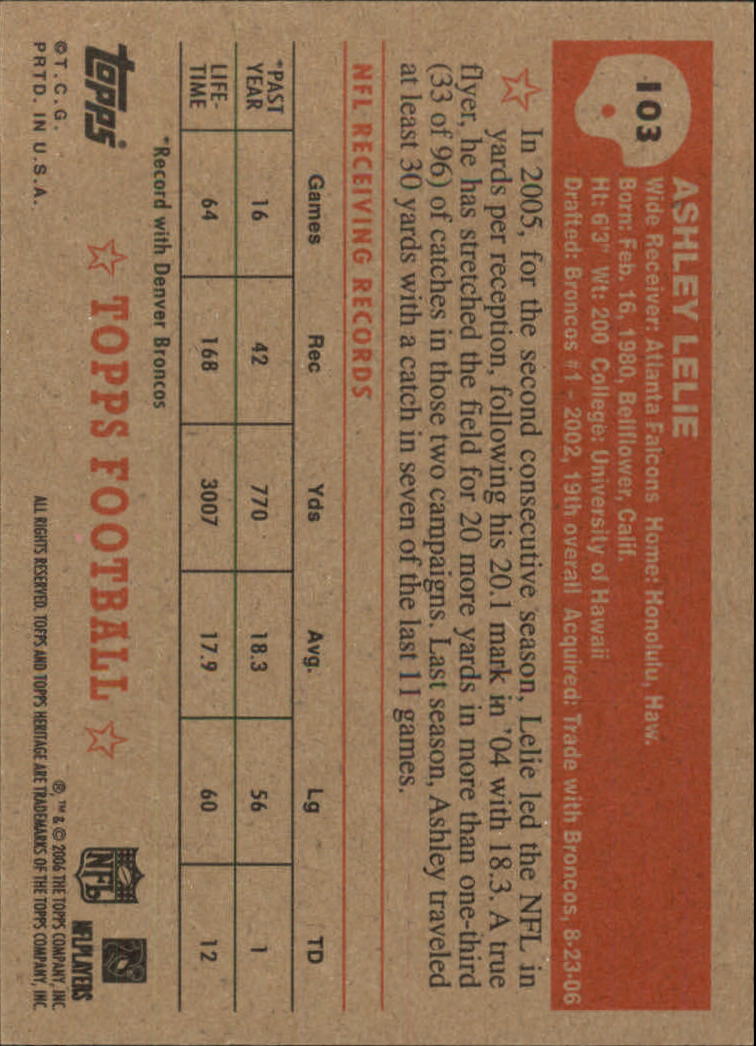 103
ASHLEY LELIE
Wide Receiver: Atlanta Falcons Home: Honolulu, Haw.
Born: Feb. 16, 1980, Bellflower, Calif.
Ht: 6'3" Wt: 200 College: University of Hawaii
Drafted: Broncos #1 - 2002, 19th overall Acquired: Trade with Broncos, 8-23-06
In 2005, for the second consecutive season, Lelie led the NFL in
yards per reception, following his 20.1 mark in '04 with 18.3. A true
flyer, he has stretched the field for 20 more yards in more than one-third
(33 of 96) of catches in those two campaigns. Last season, Ashley traveled
at least 30 yards with a catch in seven of the last 11 games.
NFL RECEIVING RECORDS
Games Rec Yds Avg. Lg TD
*PAST
YEAR 16 42 770 18.3 56 1
LIFE-
TIME 64 168 3007 17.9 60 12
*Record with Denver Broncos
topps®
©T.C.G.
PRTD. IN U.S.A.
TOPPS FOOTBALL
NFL
NFLPLAYERS
®, ™ & © 2006 THE TOPPS COMPANY, INC.
ALL RIGHTS RESERVED. TOPPS AND TOPPS HERITAGE ARE TRADEMARKS OF THE TOPPS COMPANY, INC.